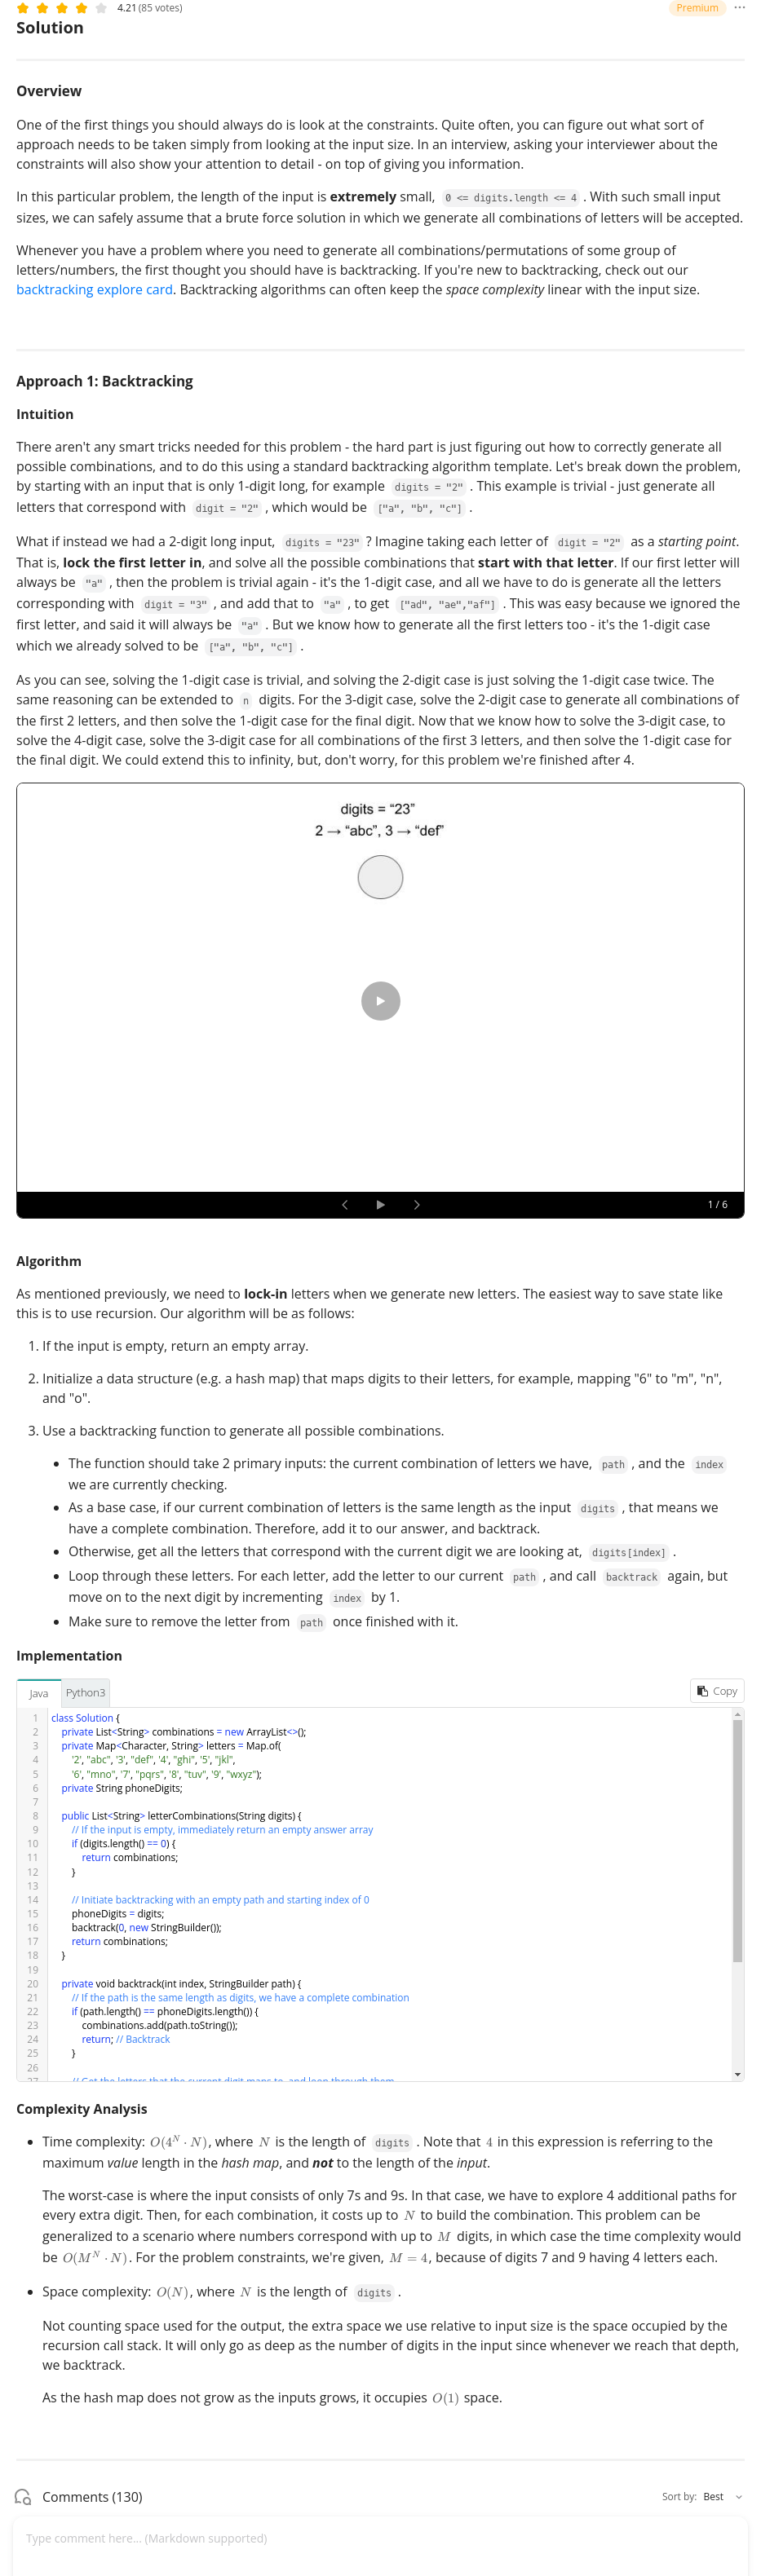 4.21 (85 votes)
Premium
Solution
Overview
One of the first things you should always do is look at the constraints. Quite often, you can figure out what sort of
approach needs to be taken simply from looking at the input size. In an interview, asking your interviewer about the
constraints will also show your attention to detail - on top of giving you information.
In this particular problem, the length of the input is extremely small, 0 <= digits.length <= 4 . With such small input
sizes, we can safely assume that a brute force solution in which we generate all combinations of letters will be accepted.
Whenever you have a problem where you need to generate all combinations/permutations of some group of
letters/numbers, the first thought you should have is backtracking. If you're new to backtracking, check out our
backtracking explore card. Backtracking algorithms can often keep the space complexity linear with the input size.
Approach 1: Backtracking
Intuition
There aren't any smart tricks needed for this problem - the hard part is just figuring out how to correctly generate all
possible combinations, and to do this using a standard backtracking algorithm template. Let's break down the problem,
by starting with an input that is only 1-digit long, for example digits = "2" . This example is trivial - just generate all
letters that correspond with digit = "2" , which would be ["a", "b", "c"] .
What if instead we had a 2-digit long input, digits = "23" ? Imagine taking each letter of digit = "2" as a starting point.
That is, lock the first letter in, and solve all the possible combinations that start with that letter. If our first letter will
always be "a" , then the problem is trivial again - it's the 1-digit case, and all we have to do is generate all the letters
corresponding with digit = "3" , and add that to "a" , to get ["ad", "ae","af"] . This was easy because we ignored the
first letter, and said it will always be "a" . But we know how to generate all the first letters too - it's the 1-digit case
which we already solved to be ["a", "b", "c"] .
As you can see, solving the 1-digit case is trivial, and solving the 2-digit case is just solving the 1-digit case twice. The
same reasoning can be extended to n digits. For the 3-digit case, solve the 2-digit case to generate all combinations of
the first 2 letters, and then solve the 1-digit case for the final digit. Now that we know how to solve the 3-digit case, to
solve the 4-digit case, solve the 3-digit case for all combinations of the first 3 letters, and then solve the 1-digit case for
the final digit. We could extend this to infinity, but, don't worry, for this problem we're finished after 4.
digits = “23”
2 → “abc”, 3 → “def”
1 / 6
Algorithm
As mentioned previously, we need to lock-in letters when we generate new letters. The easiest way to save state like
this is to use recursion. Our algorithm will be as follows:
1. If the input is empty, return an empty array.
2. Initialize a data structure (e.g. a hash map) that maps digits to their letters, for example, mapping "6" to "m", "n",
and "o".
3. Use a backtracking function to generate all possible combinations.
• The function should take 2 primary inputs: the current combination of letters we have, path , and the index
we are currently checking.
• As a base case, if our current combination of letters is the same length as the input digits , that means we
have a complete combination. Therefore, add it to our answer, and backtrack.
• Otherwise, get all the letters that correspond with the current digit we are looking at, digits[index] .
• Loop through these letters. For each letter, add the letter to our current path , and call backtrack again, but
move on to the next digit by incrementing index by 1.
• Make sure to remove the letter from path once finished with it.
Implementation
Java Python3 Copy
1 class Solution {
2 private List<String> combinations = new ArrayList<>();
3 private Map<Character, String> letters = Map.of(
4 '2', "abc", '3', "def", '4', "ghi", '5', "jkl",
5 '6', "mno", '7', "pqrs", '8', "tuv", '9', "wxyz");
6 private String phoneDigits;
7
8 public List<String> letterCombinations(String digits) {
9 // If the input is empty, immediately return an empty answer array
10 if (digits.length() == 0) {
11 return combinations;
12 }
13
14 // Initiate backtracking with an empty path and starting index of 0
15 phoneDigits = digits;
16 backtrack(0, new StringBuilder());
17 return combinations;
18 }
19
20 private void backtrack(int index, StringBuilder path) {
21 // If the path is the same length as digits, we have a complete combination
22 if (path.length() == phoneDigits.length()) {
23 combinations.add(path.toString());
24 return; // Backtrack
25 }
26
27 // Get the letters that the current digit maps to, and loop through them
Complexity Analysis
• Time complexity: O(4^N · N), where N is the length of digits . Note that 4 in this expression is referring to the
maximum value length in the hash map, and not to the length of the input.
The worst-case is where the input consists of only 7s and 9s. In that case, we have to explore 4 additional paths for
every extra digit. Then, for each combination, it costs up to N to build the combination. This problem can be
generalized to a scenario where numbers correspond with up to M digits, in which case the time complexity would
be O(M^N · N). For the problem constraints, we're given, M = 4, because of digits 7 and 9 having 4 letters each.
• Space complexity: O(N), where N is the length of digits .
Not counting space used for the output, the extra space we use relative to input size is the space occupied by the
recursion call stack. It will only go as deep as the number of digits in the input since whenever we reach that depth,
we backtrack.
As the hash map does not grow as the inputs grows, it occupies O(1) space.
Comments (130)
Sort by: Best
Type comment here... (Markdown supported)